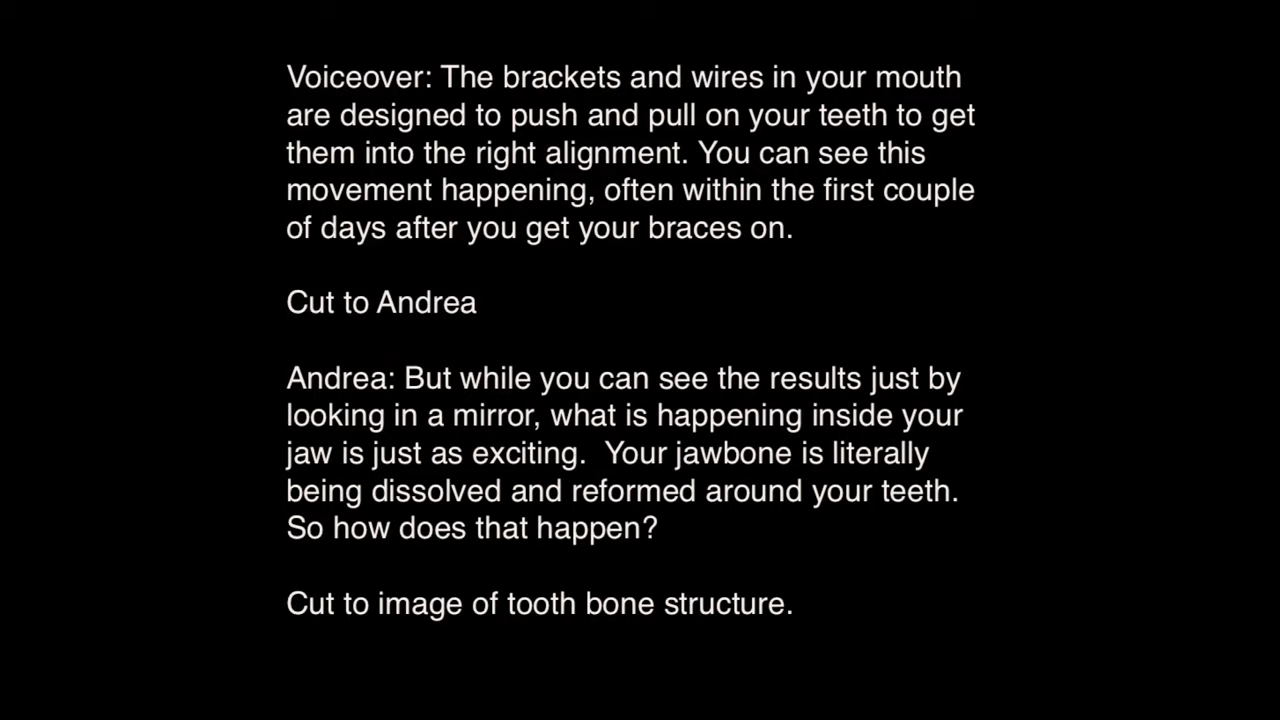 Voiceover: The brackets and wires in your mouth
are designed to push and pull on your teeth to get
them into the right alignment. You can see this
movement happening, often within the first couple
of days after you get your braces on.
Cut to Andrea
Andrea: But while you can see the results just by
looking in a mirror, what is happening inside your
jaw is just as exciting.  Your jawbone is literally
being dissolved and reformed around your teeth.
So how does that happen?
Cut to image of tooth bone structure.